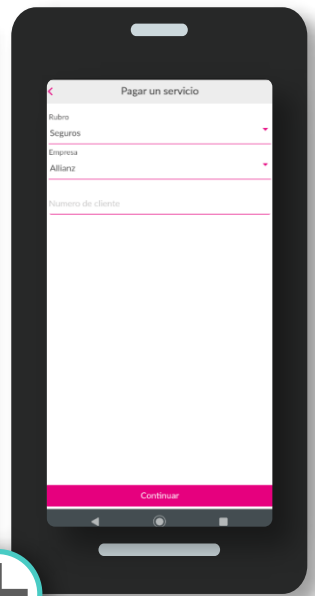 Pagar un servicio
Rubro
Seguros
Empresa
Allianz
Numero de cliente
Continuar